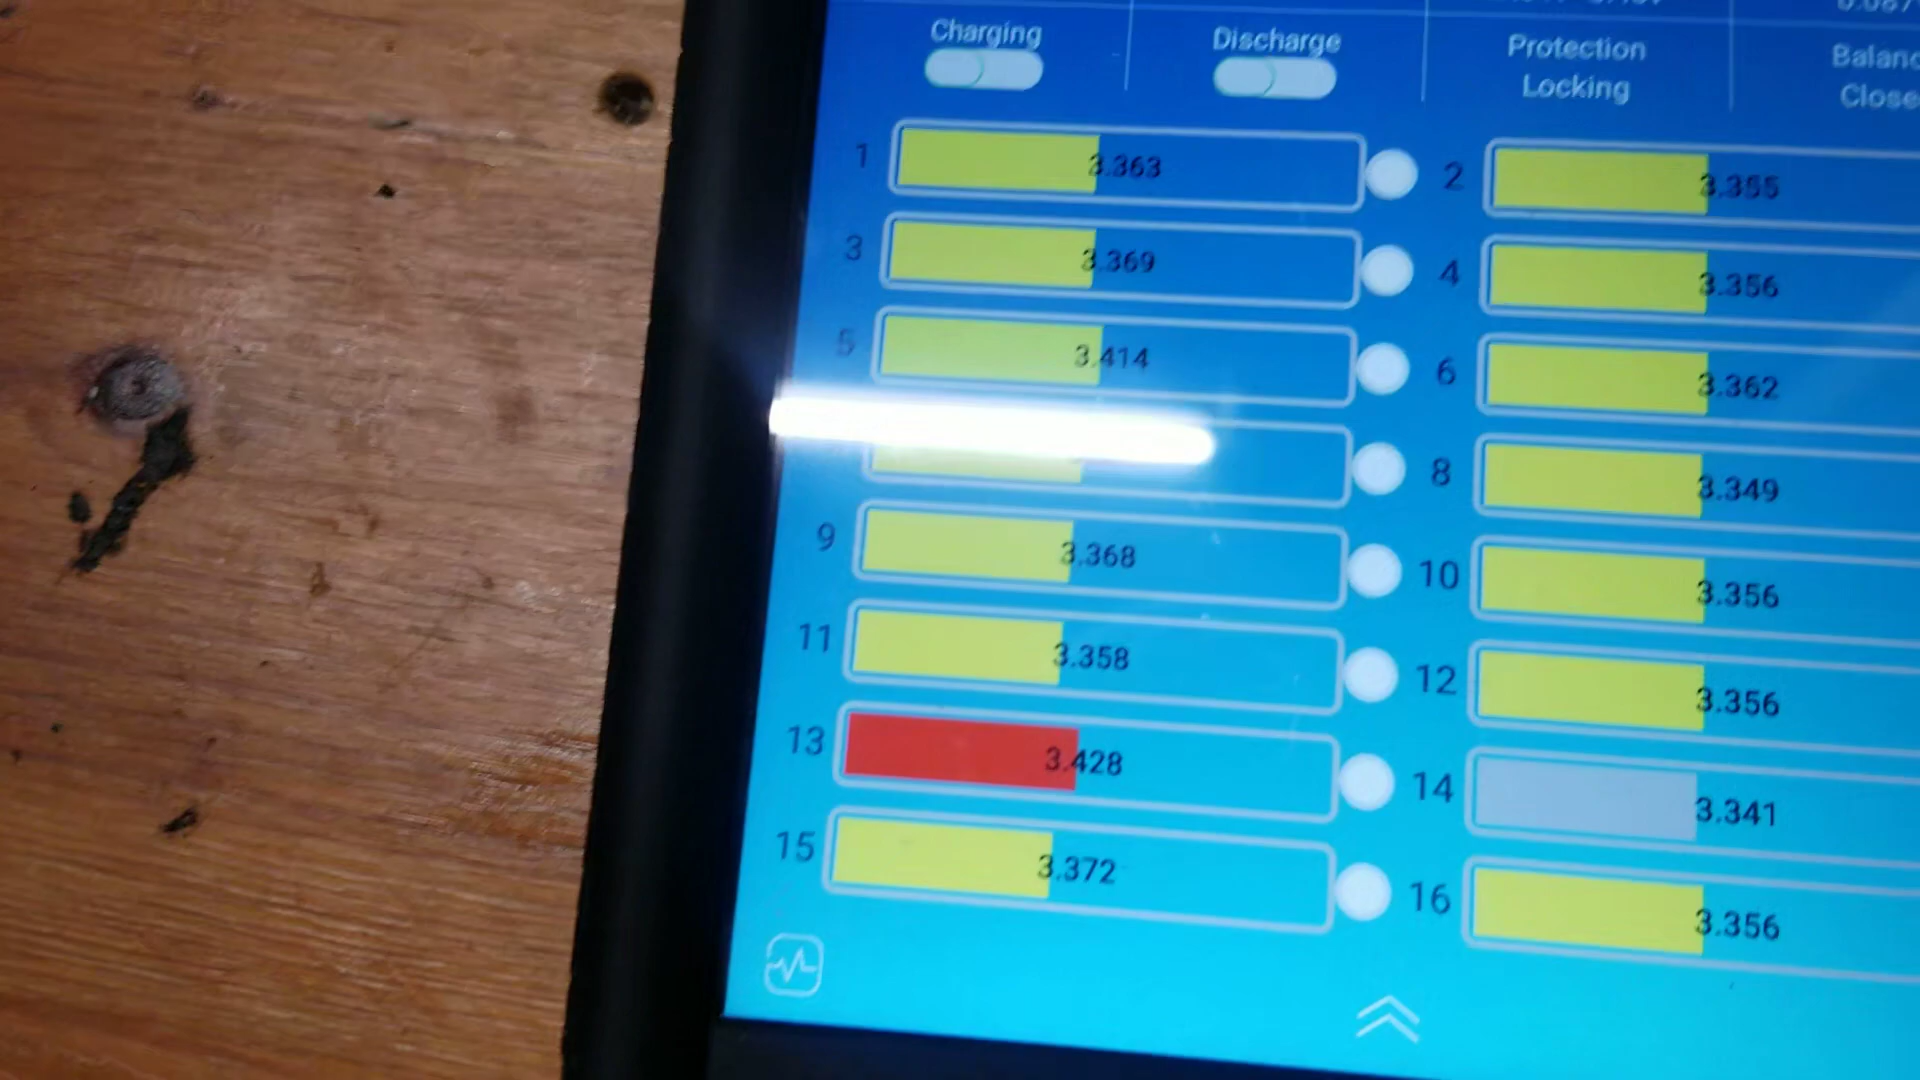 Charging Discharge Protection
Locking
1 3.363 2 3.355
3 3.369 4 3.356
5 3.414 6 3.362
8 3.349
9 3.368 10 3.356
11 3.358 12 3.356
13 3.428 14 3.341
15 3.372 16 3.356